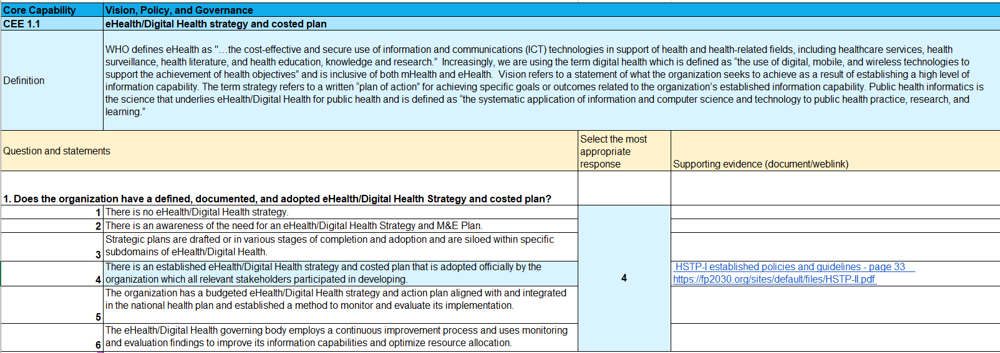 Core Capability Vision, Policy, and Governance
CEE 1.1 eHealth/Digital Health strategy and costed plan
Definition
WHO defines eHealth as "…the cost-effective and secure use of information and communications (ICT) technologies in support of health and health-related fields, including healthcare services, health
surveillance, health literature, and health education, knowledge and research.”  Increasingly, we are using the term digital health which is defined as “the use of digital, mobile, and wireless technologies to
support the achievement of health objectives” and is inclusive of both mHealth and eHealth.  Vision refers to a statement of what the organization seeks to achieve as a result of establishing a high level of
information capability. The term strategy refers to a written “plan of action” for achieving specific goals or outcomes related to the organization’s established information capability. Public health informatics is
the science that underlies eHealth/Digital Health for public health and is defined as “the systematic application of information and computer science and technology to public health practice, research, and
learning.”
Question and statements
Select the most
appropriate
response
Supporting evidence (document/weblink)
1. Does the organization have a defined, documented, and adopted eHealth/Digital Health Strategy and costed plan?
1 There is no eHealth/Digital Health strategy.
2 There is an awareness of the need for an eHealth/Digital Health Strategy and M&E Plan.
Strategic plans are drafted or in various stages of completion and adoption and are siloed within specific
3 subdomains of eHealth/Digital Health.
There is an established eHealth/Digital Health strategy and costed plan that is adopted officially by the
4 organization which all relevant stakeholders participated in developing.
4
HSTP-I established policies and guidelines - page 33
https://fp2030.org/sites/default/files/HSTP-II.pdf
The organization has a budgeted eHealth/Digital Health strategy and action plan aligned with and integrated
in the national health plan and established a method to monitor and evaluate its implementation.
5
The eHealth/Digital Health governing body employs a continuous improvement process and uses monitoring
6 and evaluation findings to improve its information capabilities and optimize resource allocation.